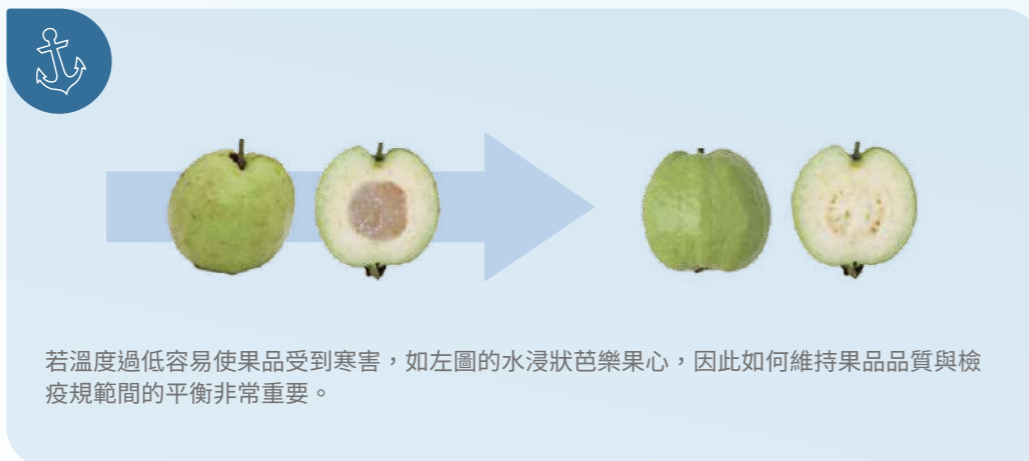 若溫度過低容易使果品受到寒害，如左圖的水浸狀芭樂果心，因此如何維持果品品質與檢
疫規範間的平衡非常重要。